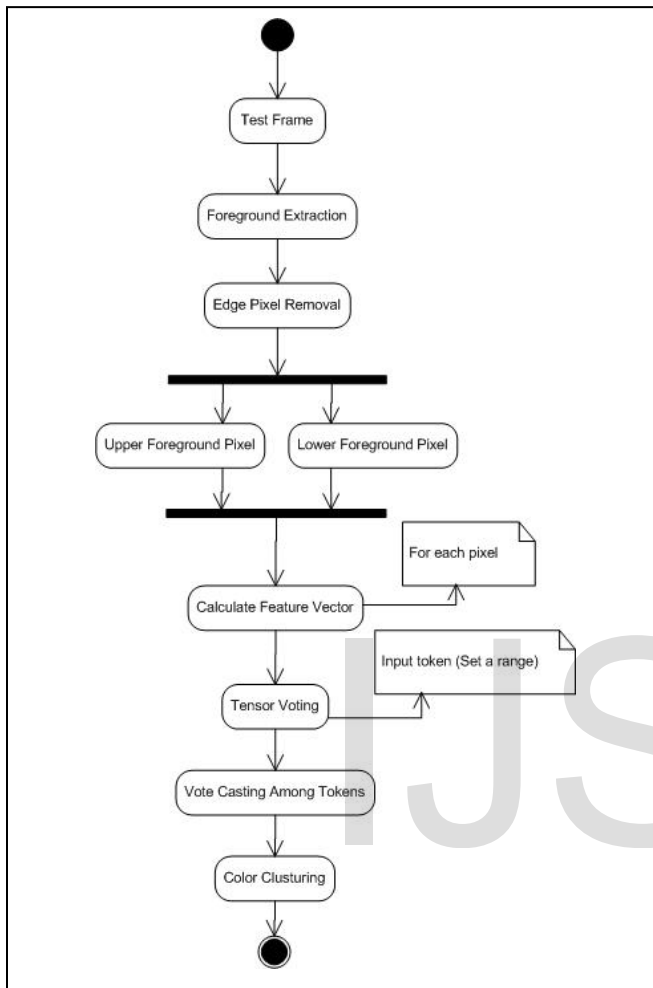 Test Frame
Foreground Extraction
Edge Pixel Removal
Upper Foreground Pixel
Lower Foreground Pixel
For each pixel
Calculate Feature Vector
Input token (Set a range)
Tensor Voting
Vote Casting Among Tokens
Color Clusturing
IJS